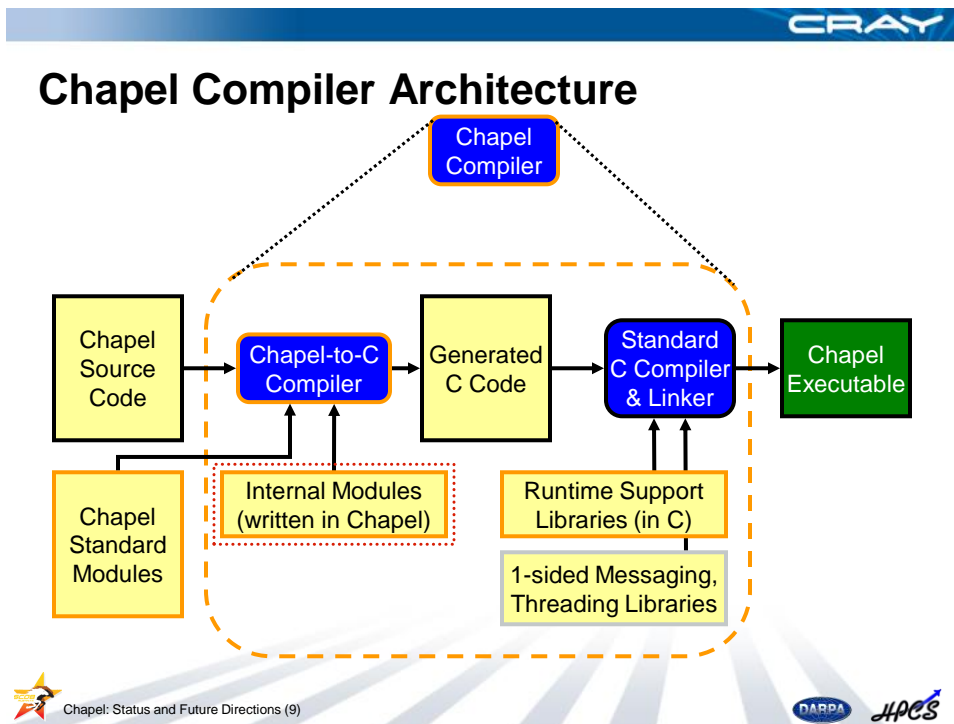 CRAY
Chapel Compiler Architecture
Chapel
Compiler
Chapel
Source
Code
Chapel-to-C
Compiler
Generated
C Code
Standard
C Compiler
& Linker
Chapel
Executable
Chapel
Standard
Modules
Internal Modules
(written in Chapel)
Runtime Support
Libraries (in C)
1-sided Messaging,
Threading Libraries
Chapel: Status and Future Directions (9)
DARPA
HPCS